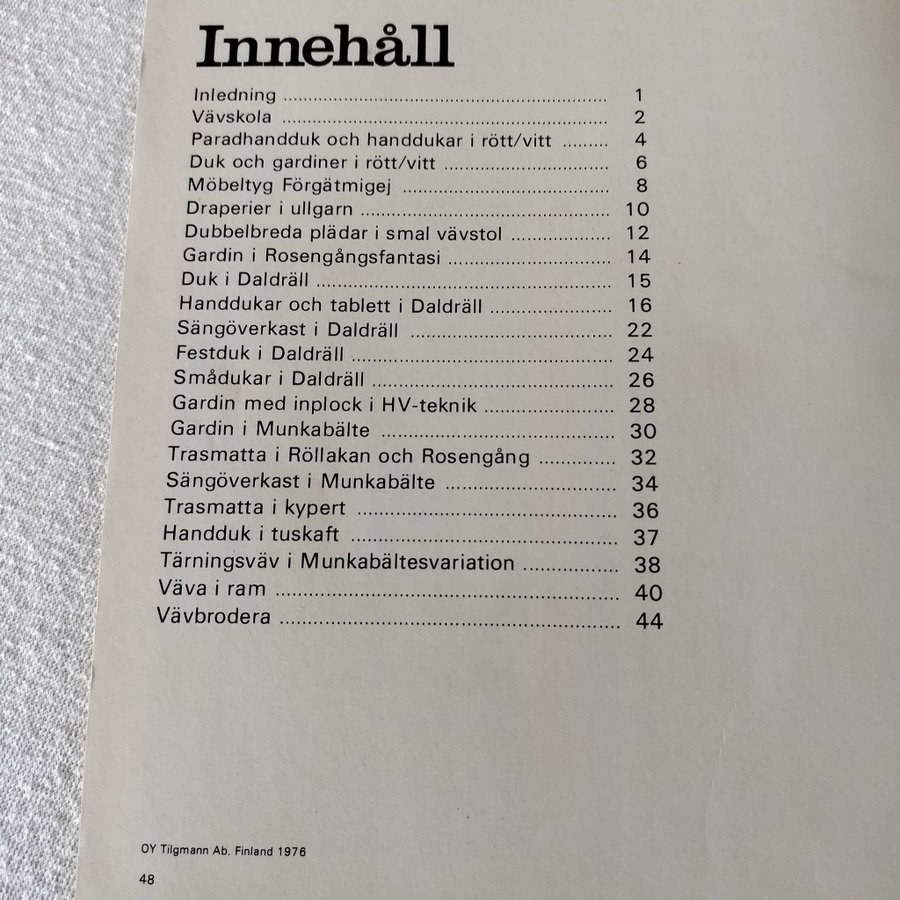 Innehåll
Inledning ........................................................ 1
Vävskola ........................................................ 2
Paradhandduk och handdukar i rött/vitt ......... 4
Duk och gardiner i rött/vitt ............................ 6
Möbeltyg Förgätmigej .................................... 8
Draperier i ullgarn ........................................... 10
Dubbelbreda plädar i smal vävstol .................. 12
Gardin i Rosengångsfantasi ............................ 14
Duk i Daldräll .................................................. 15
Handdukar och tablett i Daldräll ..................... 16
Sängöverkast i Daldräll .................................. 22
Festduk i Daldräll ............................................ 24
Smådukar i Daldräll ......................................... 26
Gardin med inplock i HV-teknik ...................... 28
Gardin i Munkabälte ........................................ 30
Trasmatta i Röllakan och Rosengång ............. 32
Sängöverkast i Munkabälte ............................. 34
Trasmatta i kypert ........................................... 36
Handduk i tuskaft ............................................ 37
Tärningsväv i Munkabältesvariation ................ 38
Väva i ram ....................................................... 40
Vävbrodera ...................................................... 44
OY Tilgmann Ab. Finland 1976
48